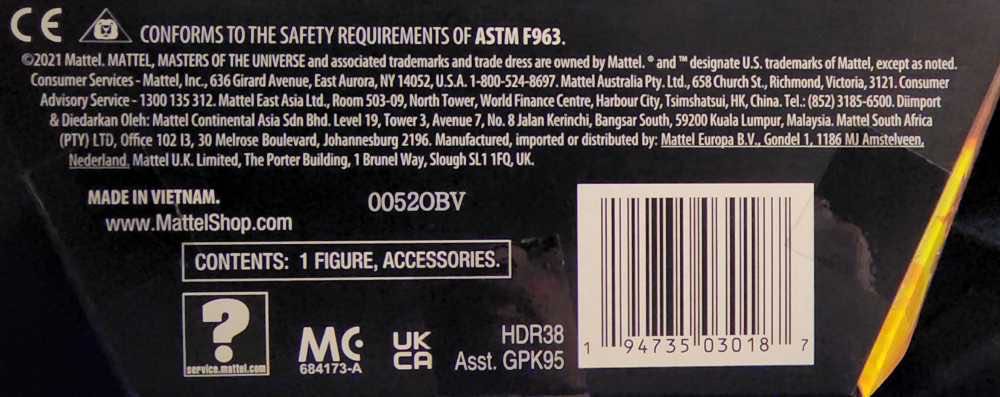 CE CONFORMS TO THE SAFETY REQUIREMENTS OF ASTM F963.
©2021 Mattel. MATTEL, MASTERS OF THE UNIVERSE and associated trademarks and trade dress are owned by Mattel. ® and ™ designate U.S. trademarks of Mattel, except as noted.
Consumer Services - Mattel, Inc., 636 Girard Avenue, East Aurora, NY 14052, U.S.A. 1-800-524-8697. Mattel Australia Pty. Ltd., 658 Church St., Richmond, Victoria, 3121. Consumer
Advisory Service - 1300 135 312. Mattel East Asia Ltd., Room 503-09, North Tower, World Finance Centre, Harbour City, Tsimshatsui, HK, China. Tel.: (852) 3185-6500. Diimport
& Diedarkan Oleh: Mattel Continental Asia Sdn Bhd. Level 19, Tower 3, Avenue 7, No. 8 Jalan Kerinchi, Bangsar South, 59200 Kuala Lumpur, Malaysia. Mattel South Africa
(PTY) LTD, Office 102 I3, 30 Melrose Boulevard, Johannesburg 2196. Manufactured, imported or distributed by: Mattel Europa B.V., Gondel 1, 1186 MJ Amstelveen,
Nederland. Mattel U.K. Limited, The Porter Building, 1 Brunel Way, Slough SL1 1FQ, UK.
MADE IN VIETNAM.
0052OBV
www.MattelShop.com
CONTENTS: 1 FIGURE, ACCESSORIES.
?
service.mattel.com
MC
684173-A
UK
CA
HDR38
Asst. GPK95
1 94735 03018 7